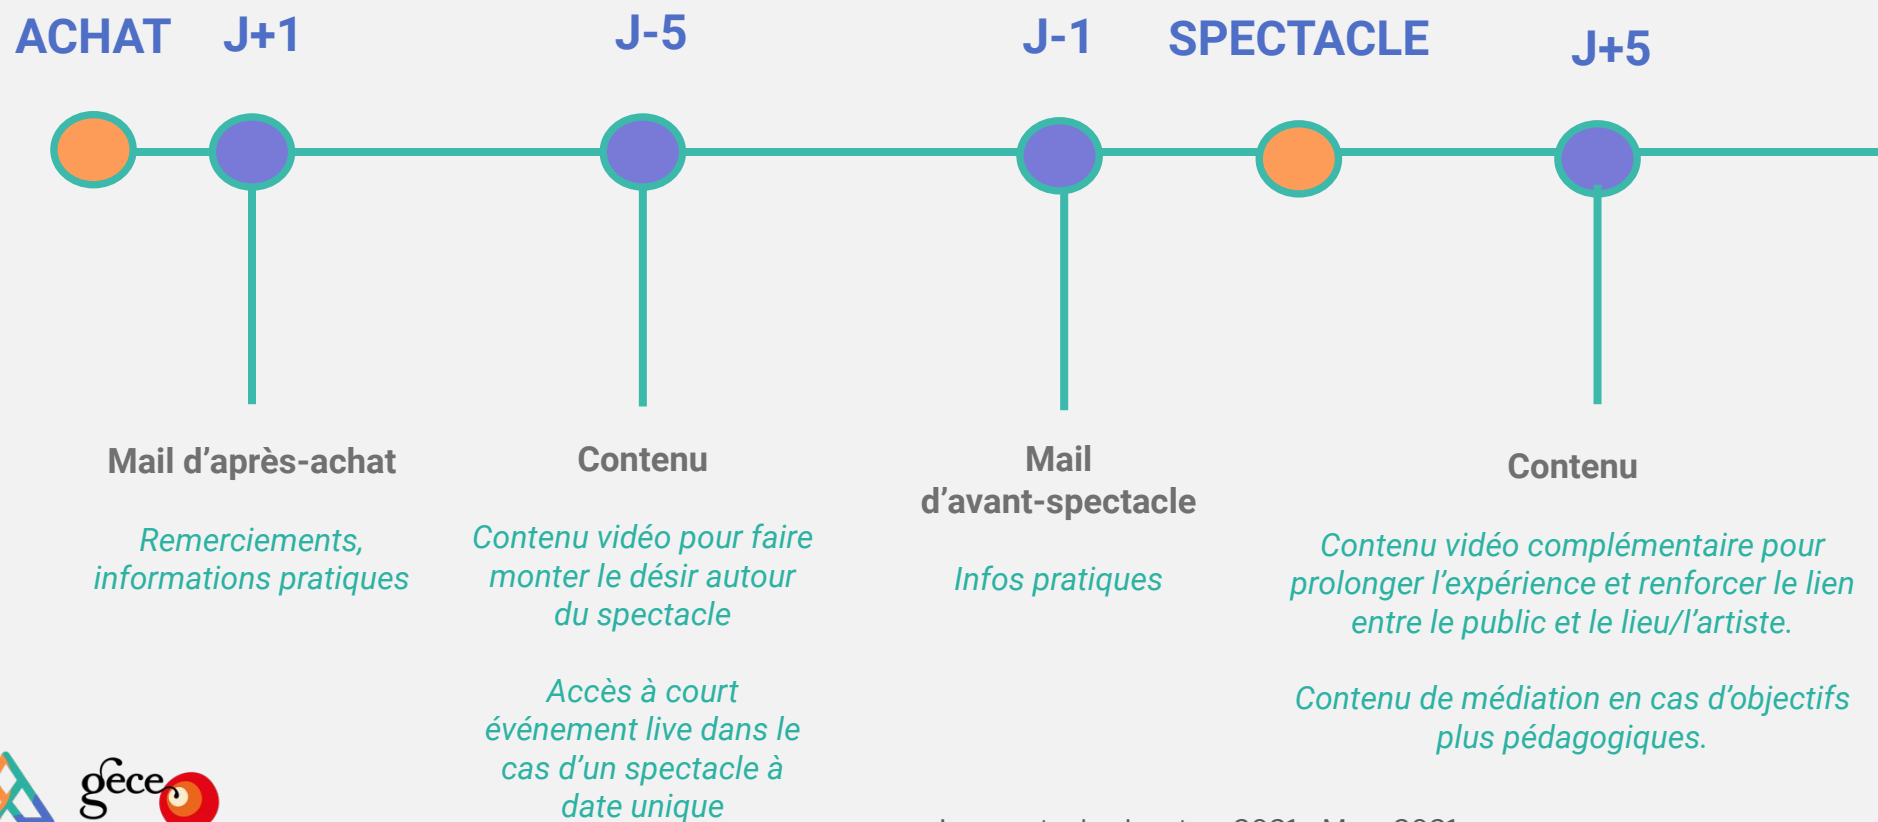 ACHAT
J+1
J-5
J-1
SPECTACLE
J+5
Mail d’après-achat
Remerciements,
informations pratiques
Contenu
Contenu vidéo pour faire
monter le désir autour
du spectacle
Accès à court
événement live dans le
cas d’un spectacle à
date unique
Mail
d’avant-spectacle
Infos pratiques
Contenu
Contenu vidéo complémentaire pour
prolonger l’expérience et renforcer le lien
entre le public et le lieu/l’artiste.
Contenu de médiation en cas d’objectifs
plus pédagogiques.
gece
2021
2021